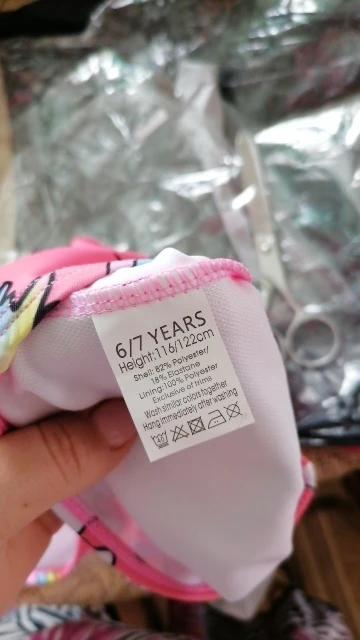 6/7 YEARS
Height:116/122cm
Shell: 82% Polyester/
18% Elastane
Lining:100% Polyester
Exclusive of trims
Wash similar colors together
Hang immediately after washing